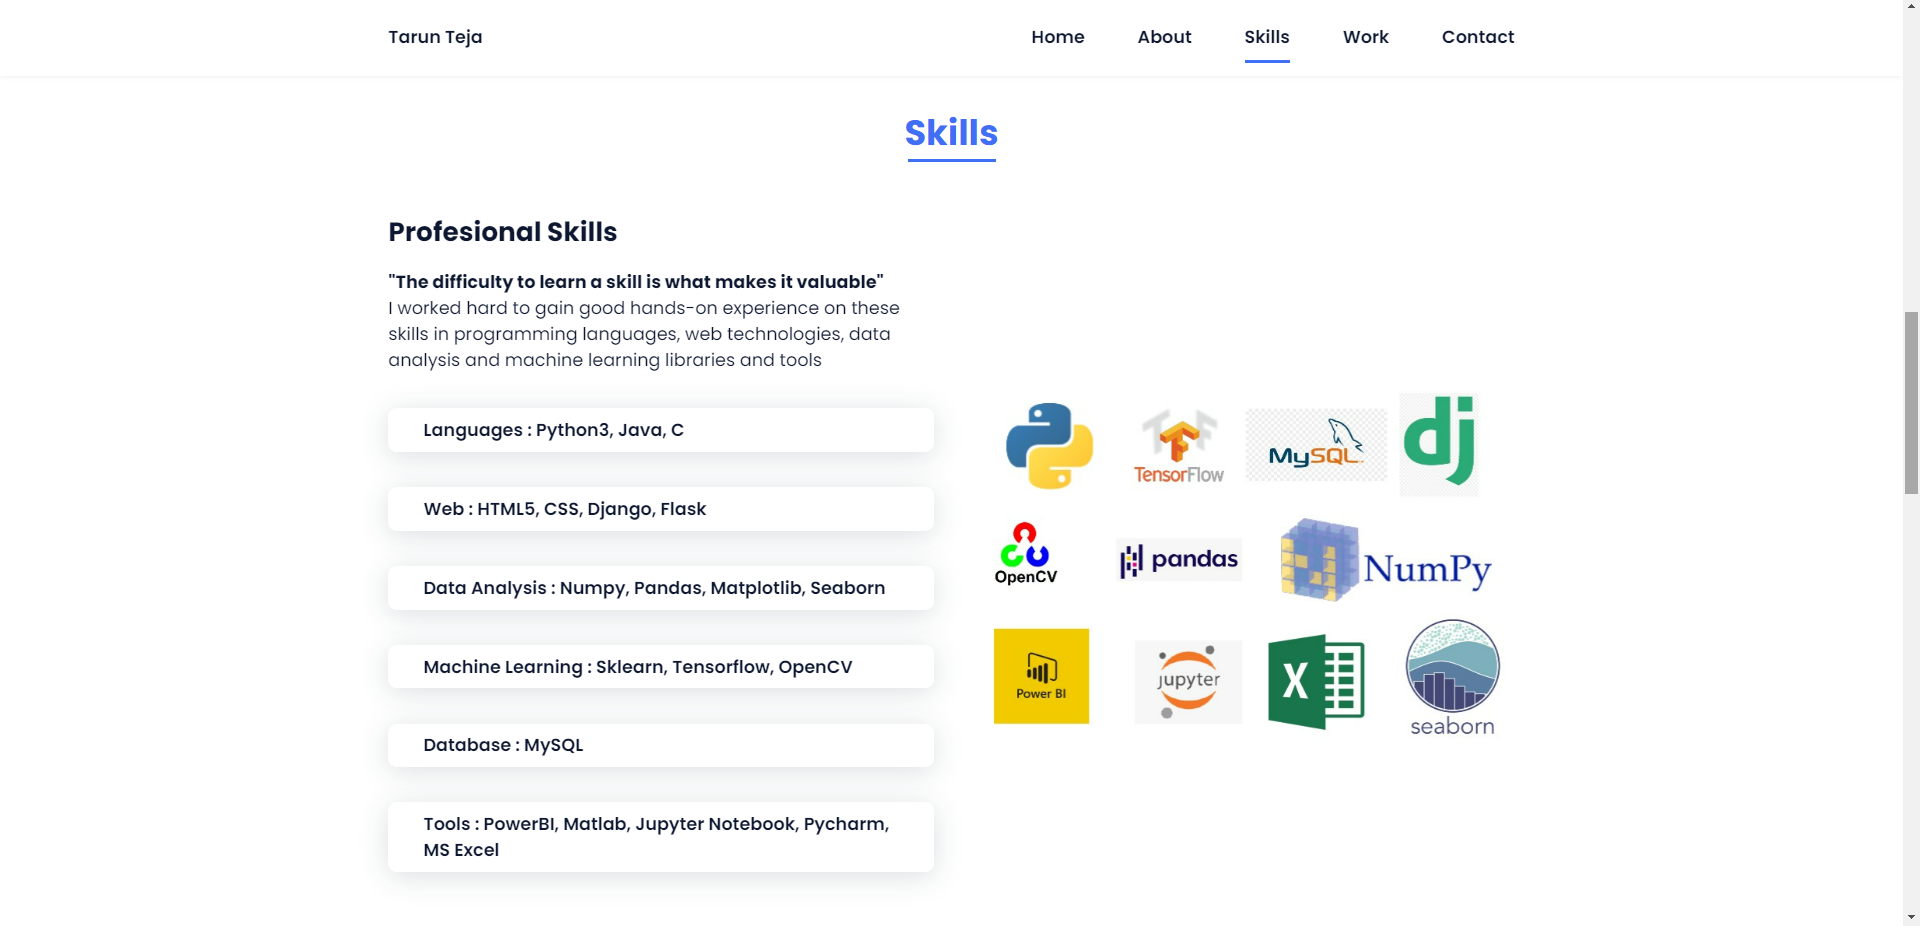 Tarun Teja
Home
About
Skills
Work
Contact
Skills
Profesional Skills
"The difficulty to learn a skill is what makes it valuable"
I worked hard to gain good hands-on experience on these
skills in programming languages, web technologies, data
analysis and machine learning libraries and tools
Languages : Python3, Java, C
Web : HTML5, CSS, Django, Flask
Data Analysis : Numpy, Pandas, Matplotlib, Seaborn
Machine Learning : Sklearn, Tensorflow, OpenCV
Database : MySQL
Tools : PowerBI, Matlab, Jupyter Notebook, Pycharm,
MS Excel
TensorFlow
MySQL
dj
OpenCV
pandas
NumPy
Power BI
jupyter
X
seaborn